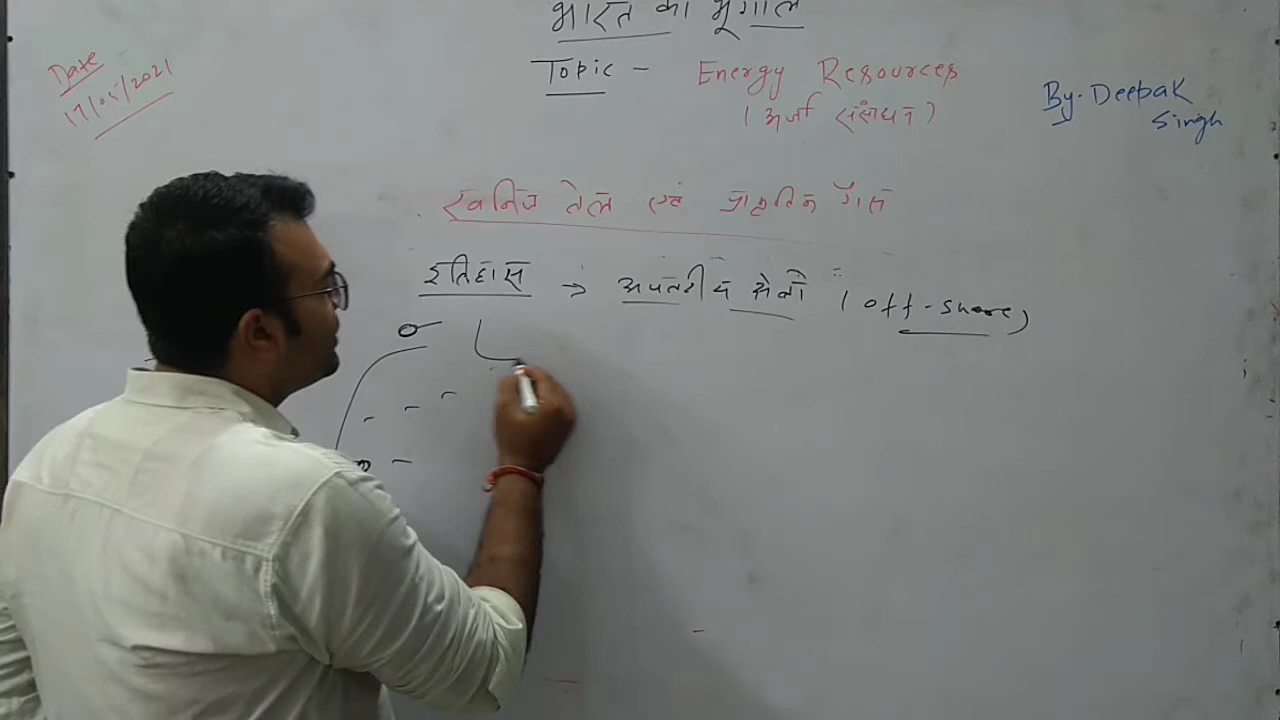 भारत का भूगोल
Date
17/05/2021
Topic - Energy Resources
(ऊर्जा संसाधन)
By- Deepak
Singh
खनिज तेल एवं प्राकृतिक गैस
इतिहास → अपतटीय क्षेत्रों (off-shore)